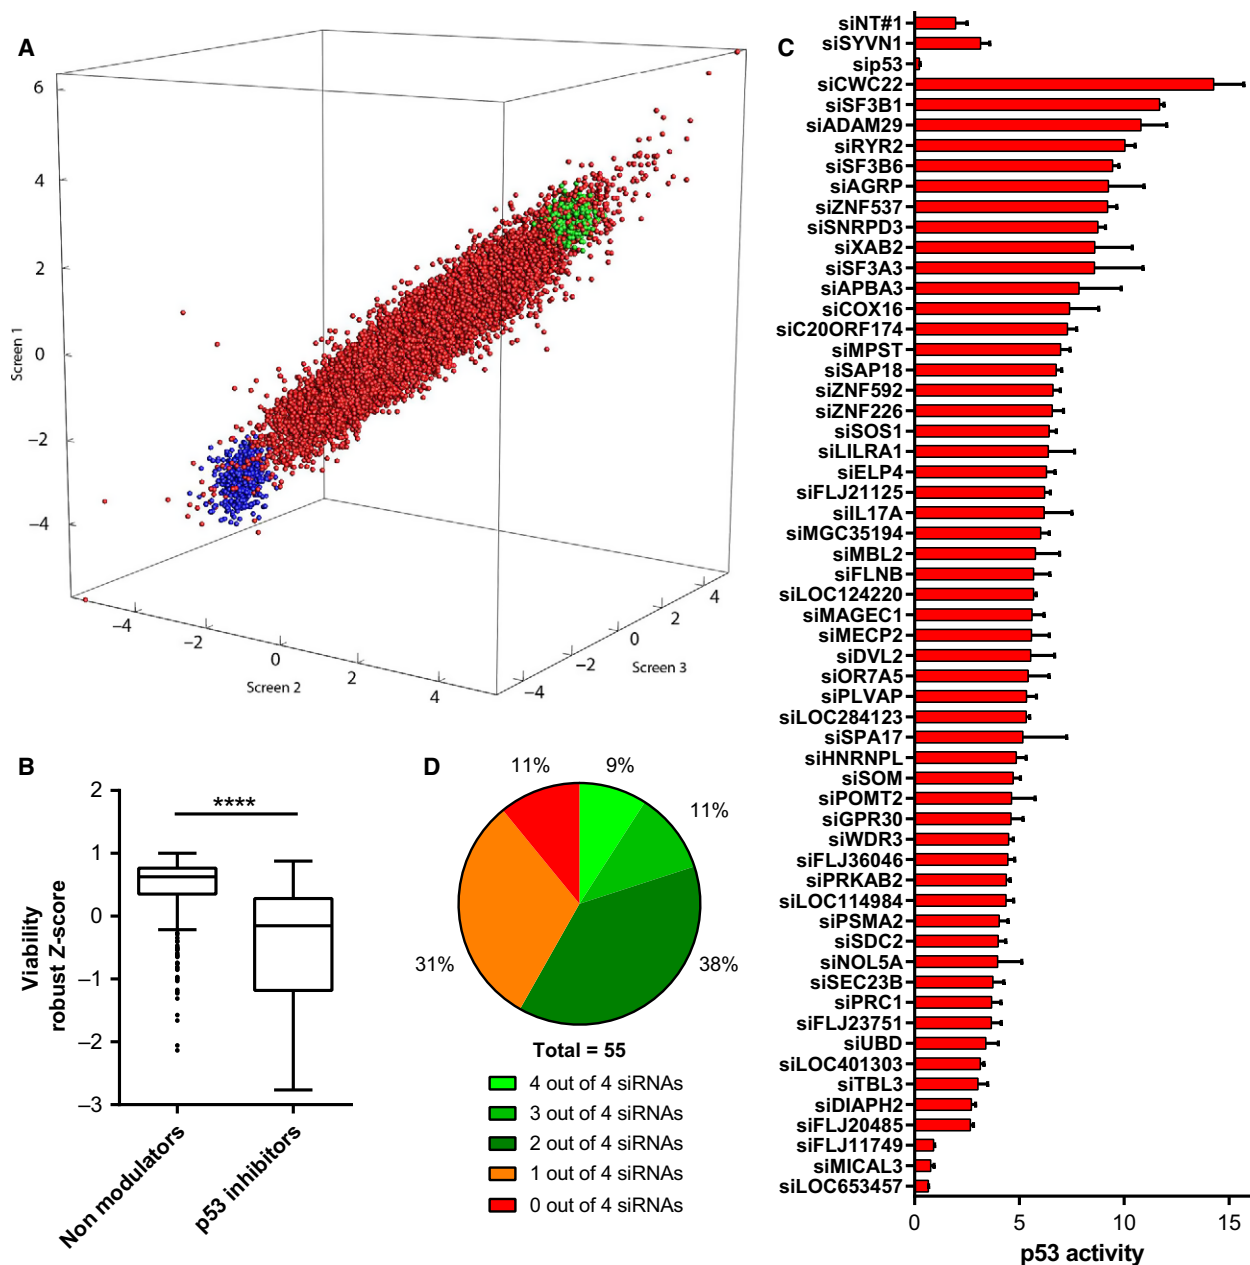 A
6
4
2
0
−2
−4
Screen 1
−4
−2
0
2
4
Screen 2
−4
−2
0
2
4
Screen 3
B
2
1
0
−1
−2
−3
Viability
robust Z-score
****
Non modulators
p53 inhibitors
C
siNT#1
siSYVN1
sip53
siCWC22
siSF3B1
siADAM29
siRYR2
siSF3B6
siAGRP
siZNF537
siSNRPD3
siXAB2
siSF3A3
siAPBA3
siCOX16
siC20ORF174
siMPST
siSAP18
siZNF592
siZNF226
siSOS1
siLILRA1
siELP4
siFLJ21125
siIL17A
siMGC35194
siMBL2
siFLNB
siLOC124220
siMAGEC1
siMECP2
siDVL2
siOR7A5
siPLVAP
siLOC284123
siSPA17
siHNRNPL
siSOM
siPOMT2
siGPR30
siWDR3
siFLJ36046
siPRKAB2
siLOC114984
siPSMA2
siSDC2
siNOL5A
siSEC23B
siPRC1
siFLJ23751
siUBD
siLOC401303
siTBL3
siDIAPH2
siFLJ20485
siFLJ11749
siMICAL3
siLOC653457
0
5
10
15
p53 activity
D
11%
9%
11%
38%
31%
Total = 55
4 out of 4 siRNAs
3 out of 4 siRNAs
2 out of 4 siRNAs
1 out of 4 siRNAs
0 out of 4 siRNAs